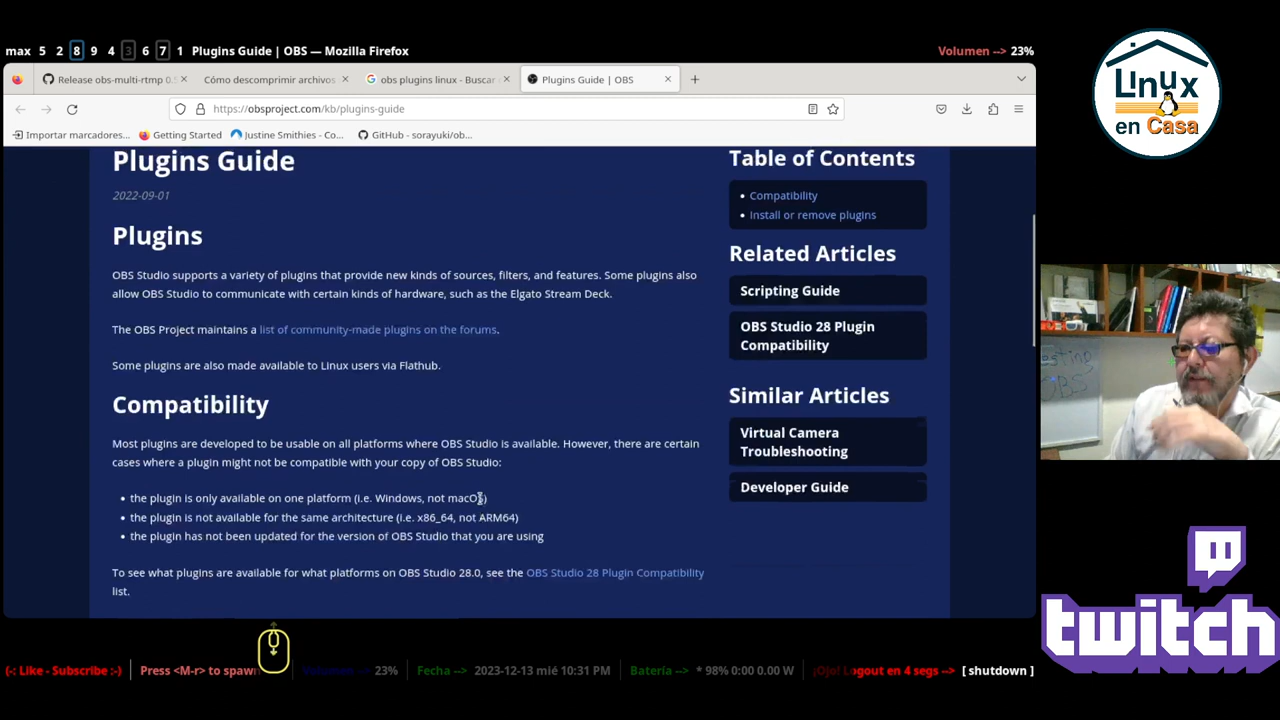 max 5 2 8 9 4 3 6 7 1 Plugins Guide | OBS — Mozilla Firefox Volumen --> 23%
Release obs-multi-rtmp 0. Cómo descomprimir archivos obs plugins linux - Buscar Plugins Guide | OBS
https://obsproject.com/kb/plugins-guide
Importar marcadores... Getting Started Justine Smithies - Co... GitHub - sorayuki/ob...
Plugins Guide
2022-09-01
Plugins
OBS Studio supports a variety of plugins that provide new kinds of sources, filters, and features. Some plugins also
allow OBS Studio to communicate with certain kinds of hardware, such as the Elgato Stream Deck.
The OBS Project maintains a list of community-made plugins on the forums.
Some plugins are also made available to Linux users via Flathub.
Compatibility
Most plugins are developed to be usable on all platforms where OBS Studio is available. However, there are certain
cases where a plugin might not be compatible with your copy of OBS Studio:
• the plugin is only available on one platform (i.e. Windows, not macOS)
• the plugin is not available for the same architecture (i.e. x86_64, not ARM64)
• the plugin has not been updated for the version of OBS Studio that you are using
To see what plugins are available for what platforms on OBS Studio 28.0, see the OBS Studio 28 Plugin Compatibility
list.
Table of Contents
• Compatibility
• Install or remove plugins
Related Articles
Scripting Guide
OBS Studio 28 Plugin
Compatibility
Similar Articles
Virtual Camera
Troubleshooting
Developer Guide
Linux
en Casa
Testing
OBS
twitch
(-: Like - Subscribe :-) Press <M-r> to spawn Volumen --> 23% Fecha --> 2023-12-13 mié 10:31 PM Batería --> * 98% 0:00 0.00 W ¡Ojo! Logout en 4 segs --> [ shutdown ]